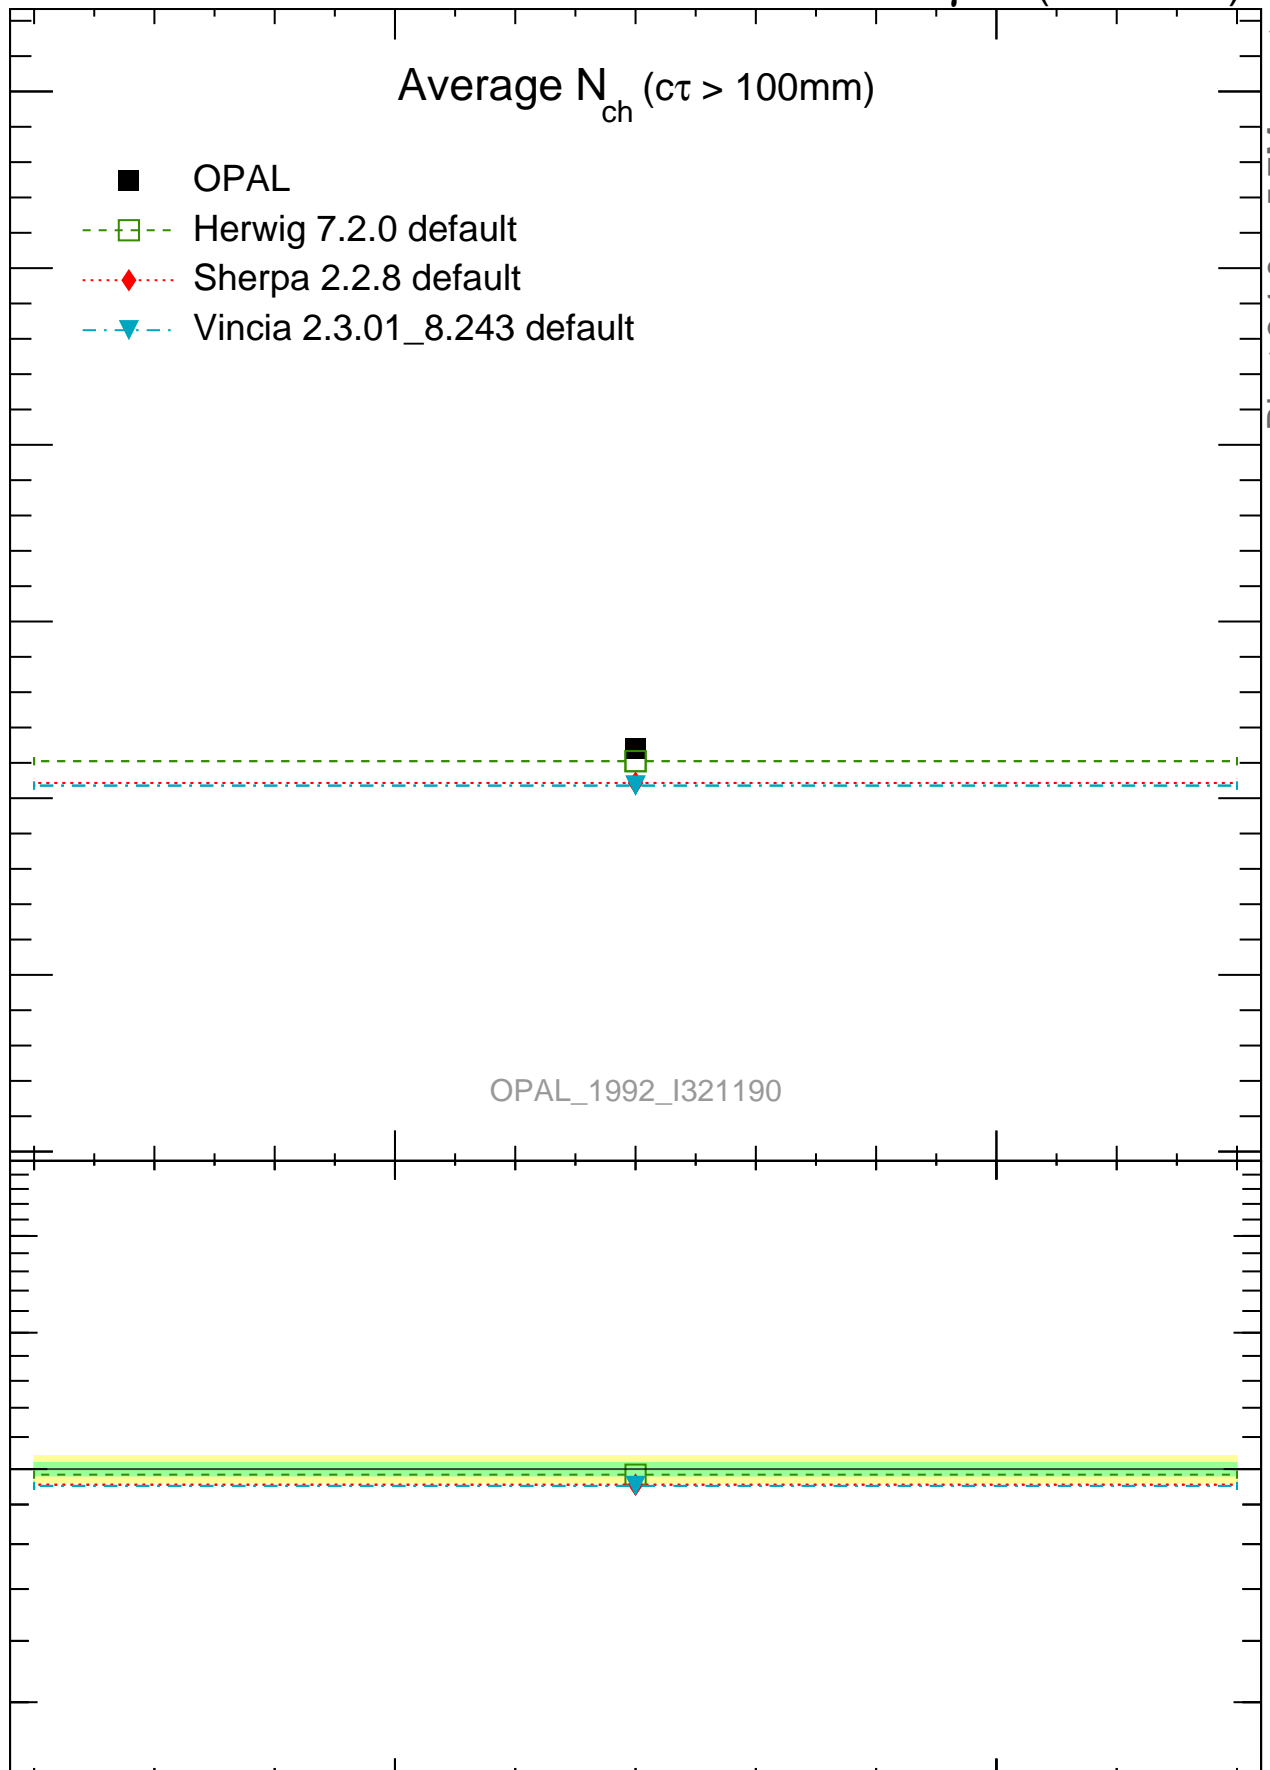 Average N_ch (cτ > 100mm)
OPAL
Herwig 7.2.0 default
Sherpa 2.2.8 default
Vincia 2.3.01_8.243 default
OPAL_1992_I321190